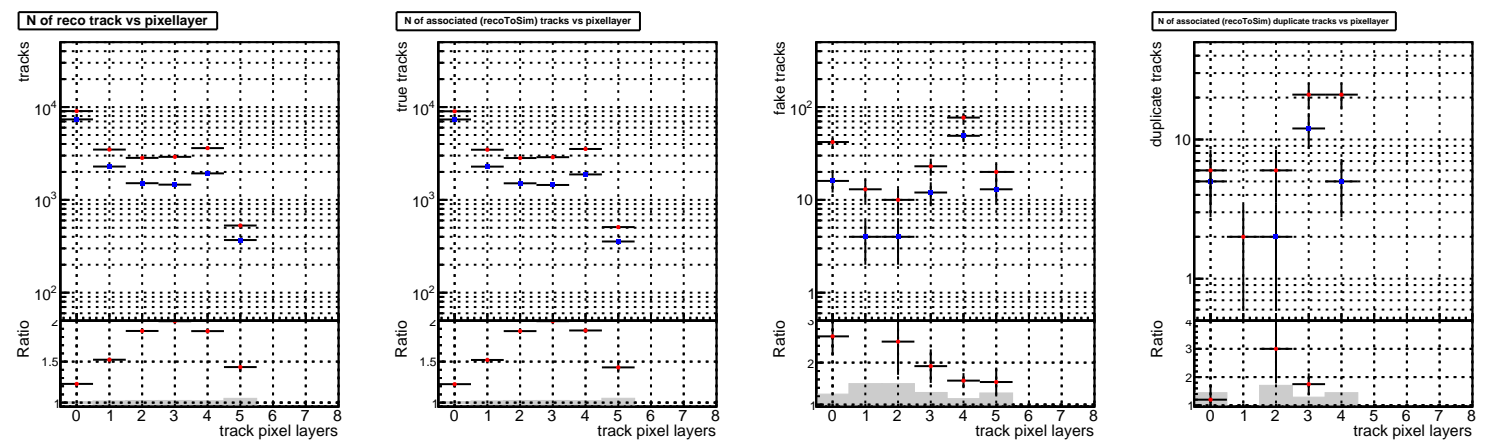 N of reco track vs pixellayer
tracks
10^4
10^3
10^2
Ratio
2
1.5
1
0 1 2 3 4 5 6 7 8
track pixel layers
N of associated (recoToSim) tracks vs pixellayer
true tracks
10^4
10^3
10^2
Ratio
2
1.5
1
0 1 2 3 4 5 6 7 8
track pixel layers
fake tracks
10^2
10
1
Ratio
3
2
1
0 1 2 3 4 5 6 7 8
track pixel layers
N of associated (recoToSim) duplicate tracks vs pixellayer
duplicate tracks
10
1
Ratio
4
3
2
1
0 1 2 3 4 5 6 7 8
track pixel layers